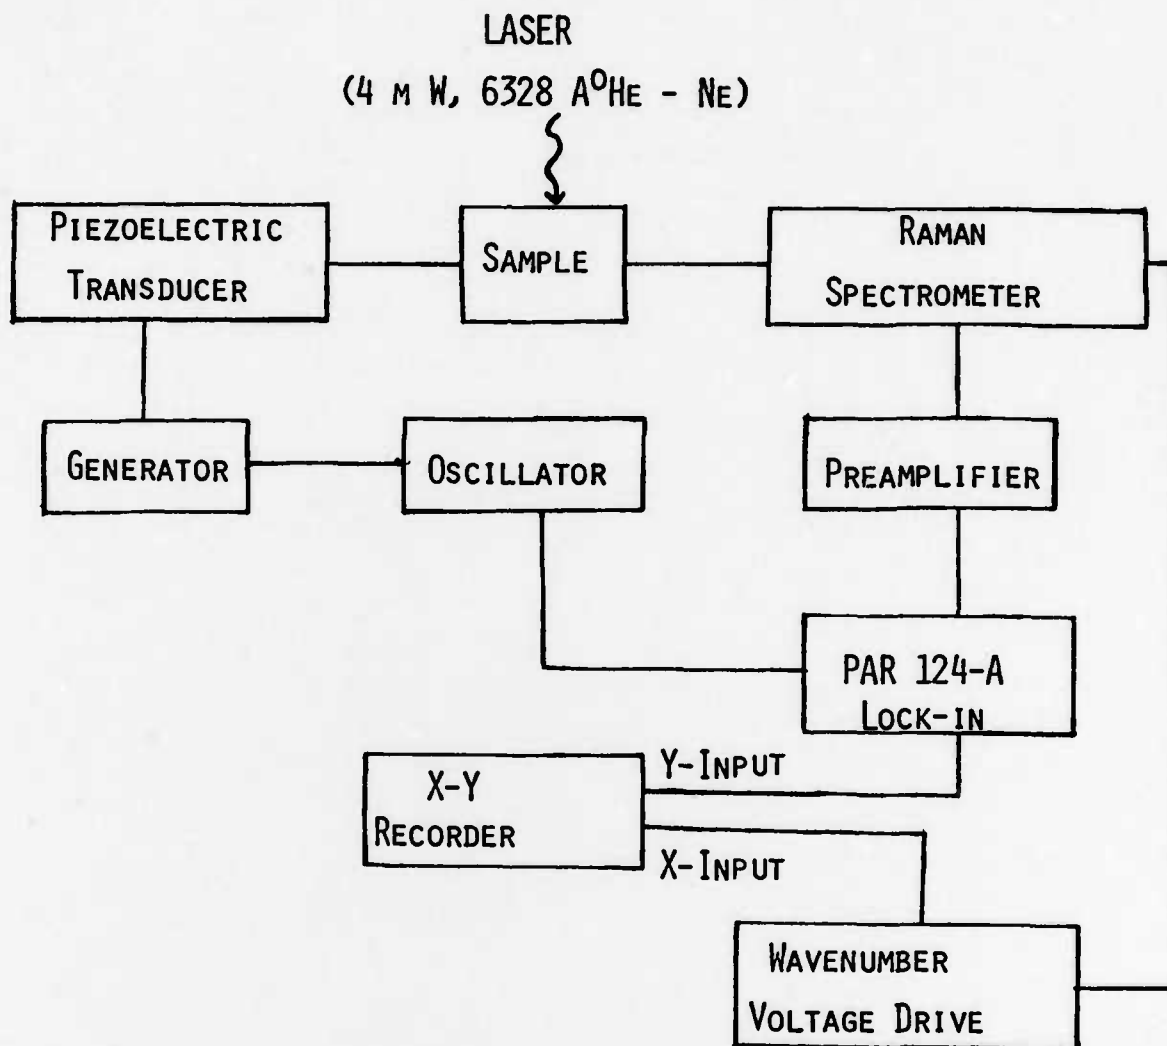 LASER
(4 M W, 6328 A⁰HE - NE)
PIEZOELECTRIC
TRANSDUCER
SAMPLE
RAMAN
SPECTROMETER
GENERATOR
OSCILLATOR
PREAMPLIFIER
PAR 124-A
LOCK-IN
X-Y
RECORDER
Y-INPUT
X-INPUT
WAVENUMBER
VOLTAGE DRIVE